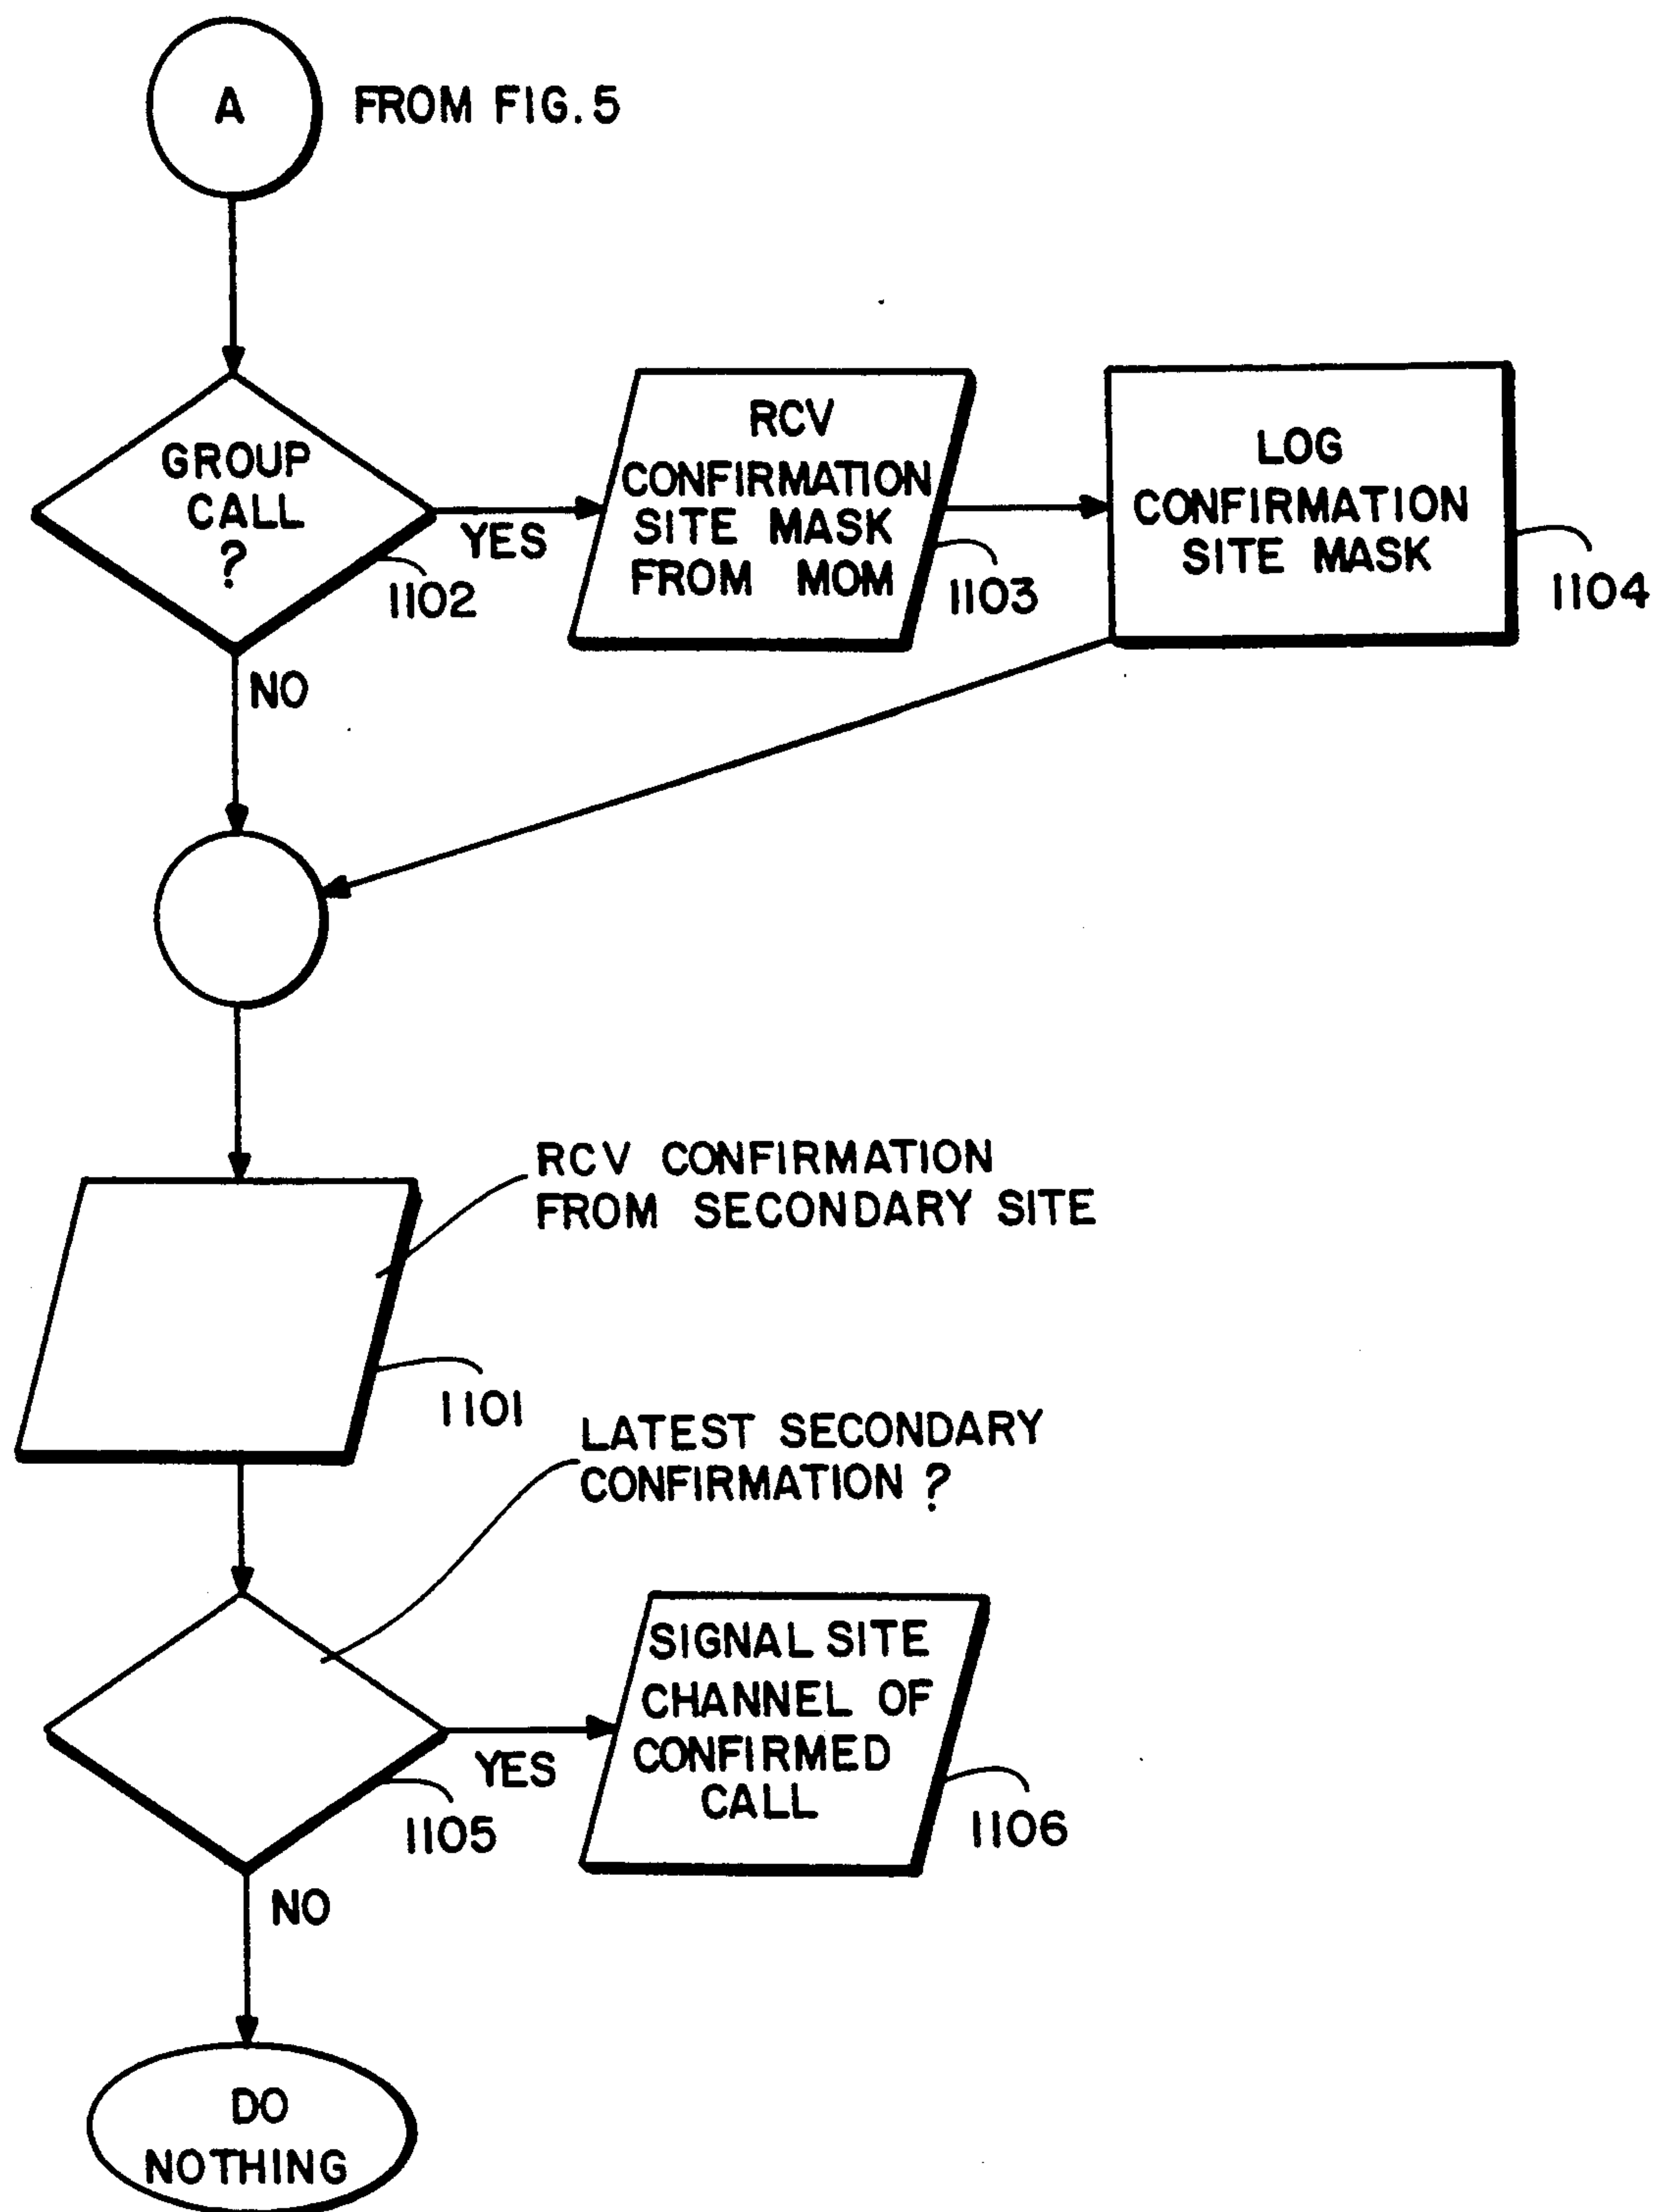 A
FROM FIG. 5
GROUP
CALL
?
YES
1102
NO
RCV
CONFIRMATION
SITE MASK
FROM MOM
1103
LOG
CONFIRMATION
SITE MASK
1104
RCV CONFIRMATION
FROM SECONDARY SITE
1101
LATEST SECONDARY
CONFIRMATION ?
YES
1105
NO
SIGNAL SITE
CHANNEL OF
CONFIRMED
CALL
1106
DO
NOTHING